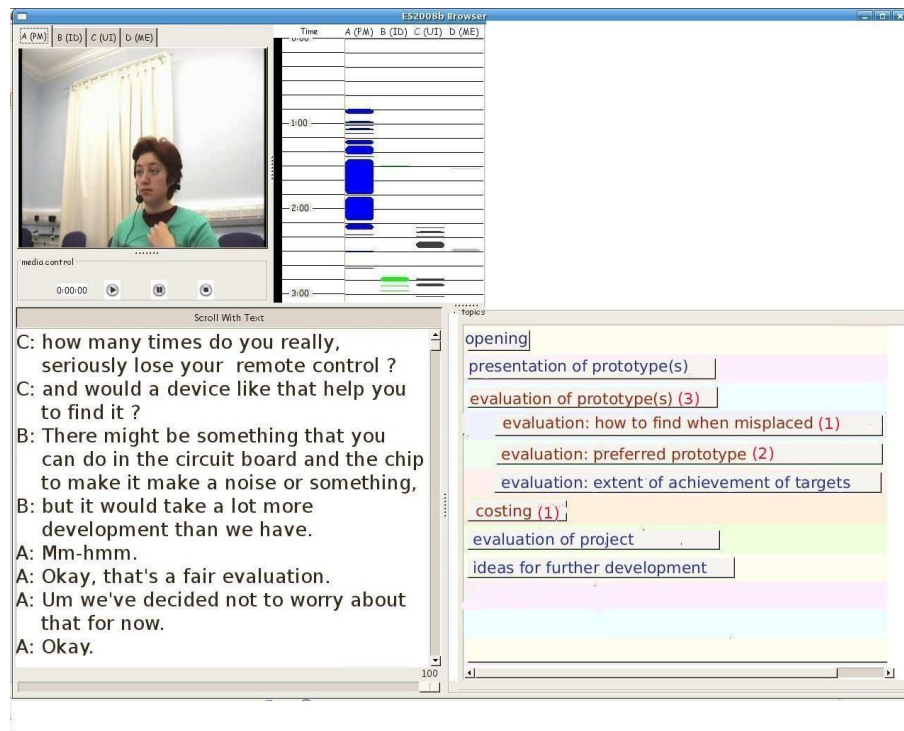 ES2008b Browser
A (PM) B (ID) C (UI) D (ME)
Time A (PM) B (ID) C (UI) D (ME)
0:00
1:00
2:00
3:00
media control
0:00:00
Scroll With Text
C: how many times do you really,
seriously lose your remote control ?
C: and would a device like that help you
to find it ?
B: There might be something that you
can do in the circuit board and the chip
to make it make a noise or something,
B: but it would take a lot more
development than we have.
A: Mm-hmm.
A: Okay, that's a fair evaluation.
A: Um we've decided not to worry about
that for now.
A: Okay.
100
topics
opening
presentation of prototype(s)
evaluation of prototype(s) (3)
evaluation: how to find when misplaced (1)
evaluation: preferred prototype (2)
evaluation: extent of achievement of targets
costing (1)
evaluation of project
ideas for further development